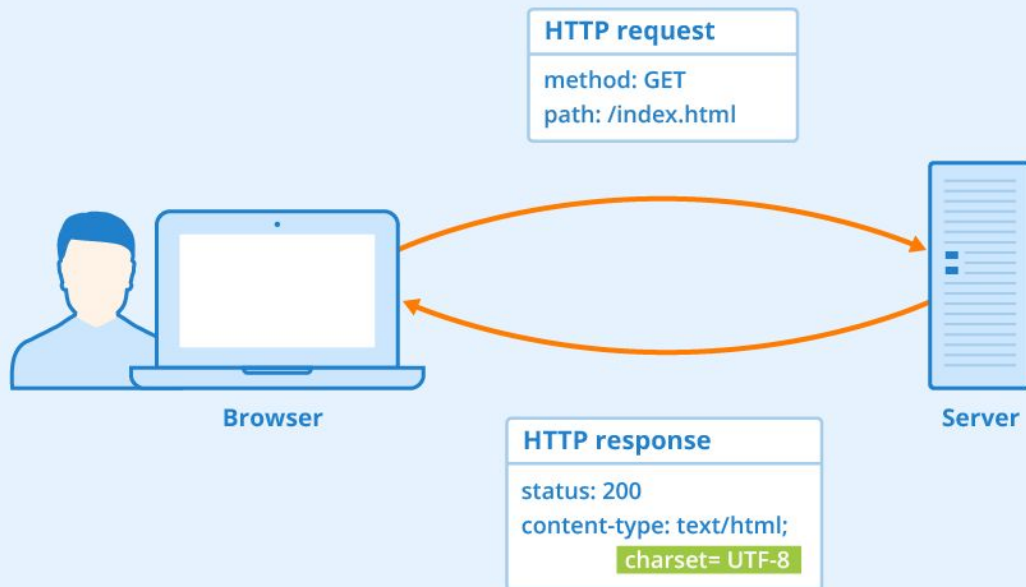 HTTP request
method: GET
path: /index.html
Browser
Server
HTTP response
status: 200
content-type: text/html;
charset= UTF-8